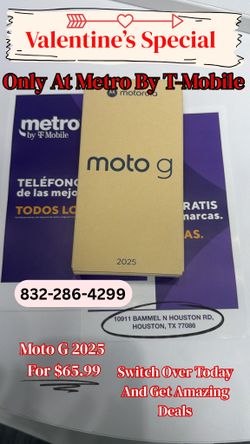 Valentine's Special
Only At Metro By T-Mobile
motorola
metro
by T Mobile
moto g
TELÉFONO
de las mejo
GRATIS
marcas.
TODOS LO
AS.
2025
832-286-4299
10911 BAMMEL N HOUSTON RD,
HOUSTON, TX 77086
Moto G 2025
For $65.99
Switch Over Today
And Get Amazing
Deals